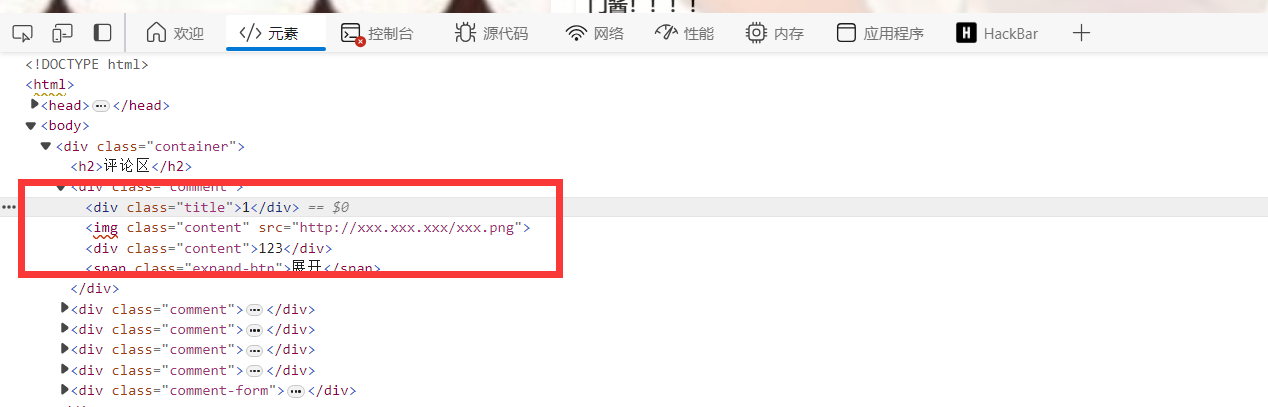 门酱！！！！
欢迎 </> 元素 控制台 源代码 网络 性能 内存 应用程序 H HackBar
<!DOCTYPE html>
<html>
<head>…</head>
<body>
<div class="container">
<h2>评论区</h2>
<div class="comment">
… <div class="title">1</div> == $0
<img class="content" src="http://xxx.xxx.xxx/xxx.png">
<div class="content">123</div>
<span class="expand-btn">展开</span>
</div>
<div class="comment">…</div>
<div class="comment">…</div>
<div class="comment">…</div>
<div class="comment">…</div>
<div class="comment-form">…</div>